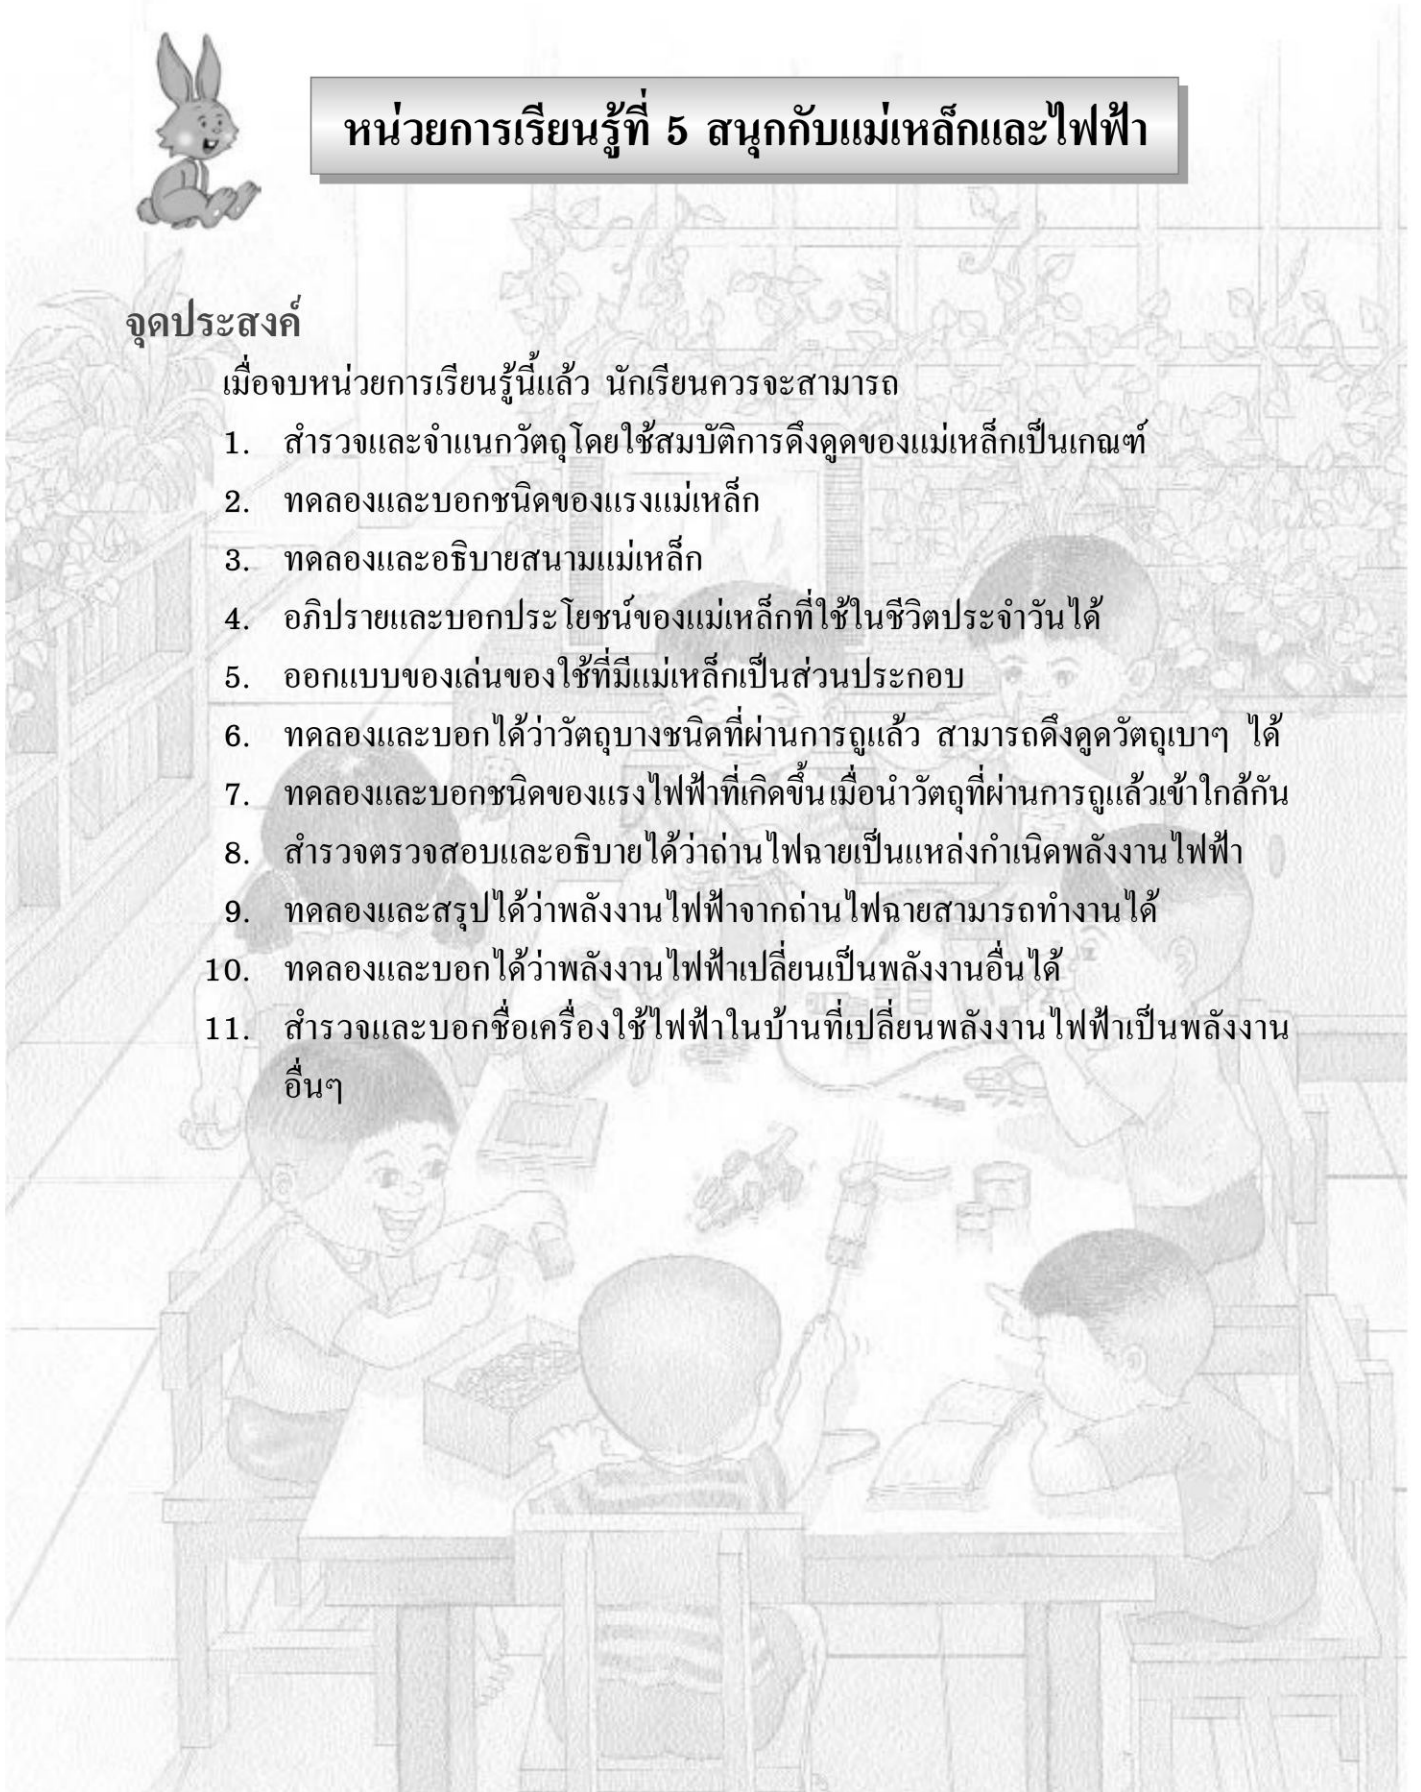 หน่วยการเรียนรู้ที่ 5 สนุกกับแม่เหล็กและไฟฟ้า
จุดประสงค์
เมื่อจบหน่วยการเรียนรู้นี้แล้ว นักเรียนควรจะสามารถ
1. สำรวจและจำแนกวัตถุโดยใช้สมบัติการดึงดูดของแม่เหล็กเป็นเกณฑ์
2. ทดลองและบอกชนิดของแรงแม่เหล็ก
3. ทดลองและอธิบายสนามแม่เหล็ก
4. อภิปรายและบอกประโยชน์ของแม่เหล็กที่ใช้ในชีวิตประจำวันได้
5. ออกแบบของเล่นของใช้ที่มีแม่เหล็กเป็นส่วนประกอบ
6. ทดลองและบอกได้ว่าวัตถุบางชนิดที่ผ่านการถูแล้ว สามารถดึงดูดวัตถุเบาๆ ได้
7. ทดลองและบอกชนิดของแรงไฟฟ้าที่เกิดขึ้นเมื่อนำวัตถุที่ผ่านการถูแล้วเข้าใกล้กัน
8. สำรวจตรวจสอบและอธิบายได้ว่าถ่านไฟฉายเป็นแหล่งกำเนิดพลังงานไฟฟ้า
9. ทดลองและสรุปได้ว่าพลังงานไฟฟ้าจากถ่านไฟฉายสามารถทำงานได้
10. ทดลองและบอกได้ว่าพลังงานไฟฟ้าเปลี่ยนเป็นพลังงานอื่นได้
11. สำรวจและบอกชื่อเครื่องใช้ไฟฟ้าในบ้านที่เปลี่ยนพลังงานไฟฟ้าเป็นพลังงาน
อื่นๆ